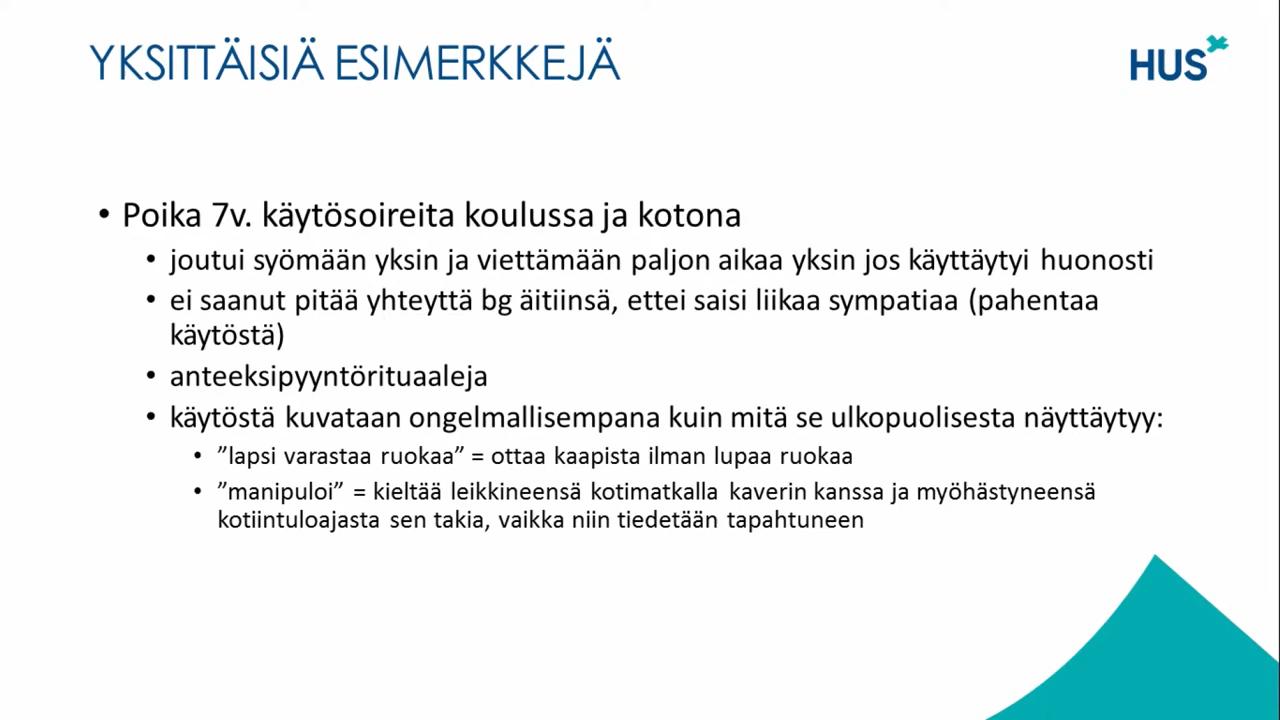 YKSITTÄISIÄ ESIMERKKEJÄ
HUS
• Poika 7v. käytösoireita koulussa ja kotona
• joutui syömään yksin ja viettämään paljon aikaa yksin jos käyttäytyi huonosti
• ei saanut pitää yhteyttä bg äitiinsä, ettei saisi liikaa sympatiaa (pahentaa
käytöstä)
• anteeksipyyntörituaaleja
• käytöstä kuvataan ongelmallisempana kuin mitä se ulkopuolisesta näyttäytyy:
• ”lapsi varastaa ruokaa” = ottaa kaapista ilman lupaa ruokaa
• ”manipuloi” = kieltää leikkineensä kotimatkalla kaverin kanssa ja myöhästyneensä
kotiintuloajasta sen takia, vaikka niin tiedetään tapahtuneen